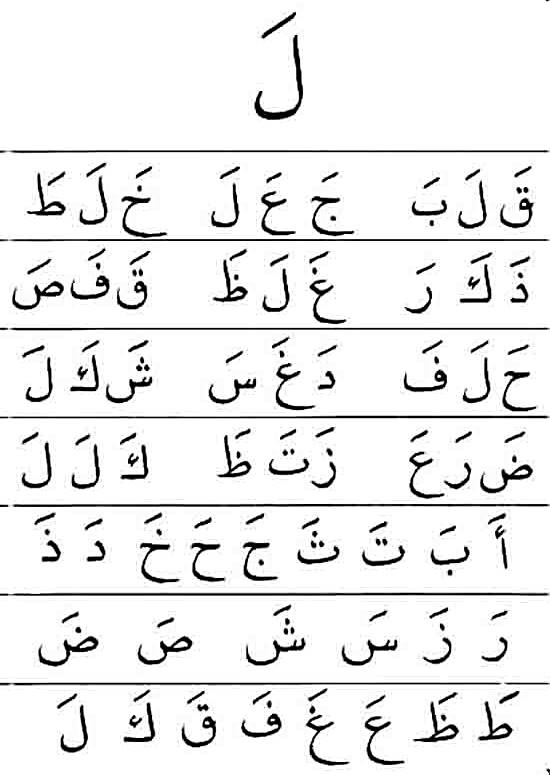 لَ
قَ لَ بَ جَ عَ لَ خَ لَ طَ
ذَ كَ رَ غَ لَ ظَ قَ فَ صَ
حَ لَ فَ دَ غَ سَ شَ كَ لَ
ضَ رَ عَ زَ تَ ظَ كَ لَ لَ
أَ بَ تَ ثَ جَ حَ خَ دَ ذَ
رَ زَ سَ شَ صَ ضَ
طَ ظَ عَ غَ فَ قَ كَ لَ